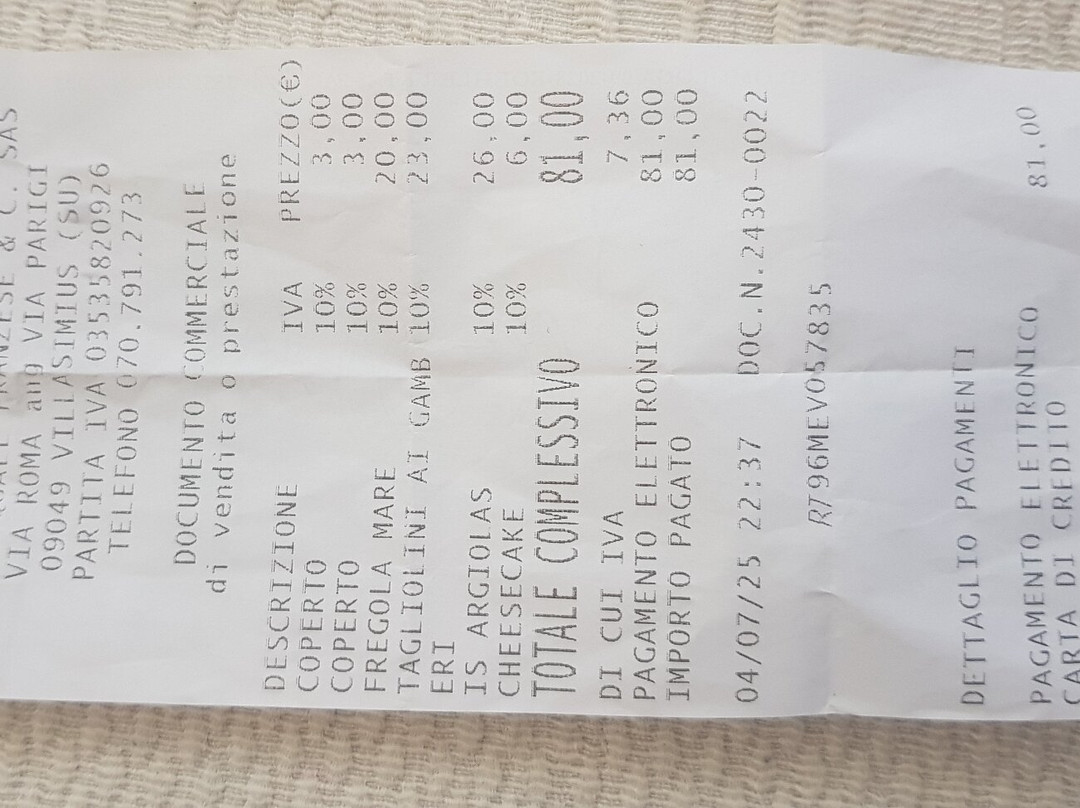 & C. SAS
VIA ROMA ang VIA PARIGI
09049 VILLASIMIUS (SU)
PARTITA IVA 03535820926
TELEFONO 070.791.273
DOCUMENTO COMMERCIALE
di vendita o prestazione
DESCRIZIONE IVA PREZZO(€)
COPERTO 10% 3,00
COPERTO 10% 3,00
FREGOLA MARE 10% 20,00
TAGLIOLINI AI GAMB 10% 23,00
ERI
IS ARGIOLAS 10% 26,00
CHEESECAKE 10% 6,00
TOTALE COMPLESSIVO 81,00
DI CUI IVA 7,36
PAGAMENTO ELETTRONICO 81,00
IMPORTO PAGATO 81,00
04/07/25 22:37 DOC.N.2430-0022
RT96MEV057835
DETTAGLIO PAGAMENTI
PAGAMENTO ELETTRONICO 81,00
CARTA DI CREDITO